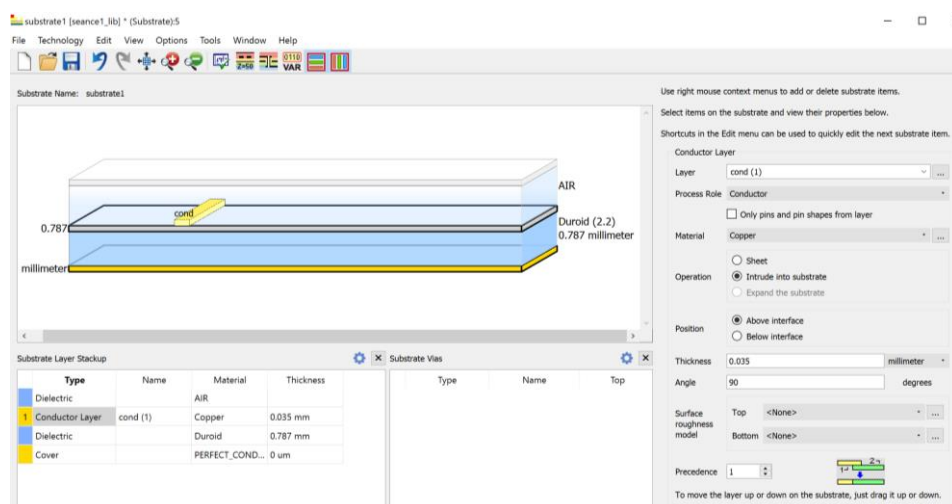 substrate1 [seance1_lib] * (Substrate):5
File Technology Edit View Options Tools Window Help
Substrate Name: substrate1
AIR
cond
0.787
Duroid (2.2)
0.787 millimeter
millimeter
Substrate Layer Stackup
Type Name Material Thickness
Dielectric AIR
1 Conductor Layer cond (1) Copper 0.035 mm
Dielectric Duroid 0.787 mm
Cover PERFECT_COND... 0 um
Substrate Vias
Type Name Top
Use right mouse context menus to add or delete substrate items.
Select items on the substrate and view their properties below.
Shortcuts in the Edit menu can be used to quickly edit the next substrate item.
Conductor Layer
Layer cond (1) ...
Process Role Conductor
Only pins and pin shapes from layer
Material Copper ...
Operation
Sheet
Intrude into substrate
Expand the substrate
Position
Above interface
Below interface
Thickness 0.035 millimeter
Angle 90 degrees
Surface roughness model
Top <None> ...
Bottom <None> ...
Precedence 1
To move the layer up or down on the substrate, just drag it up or down.